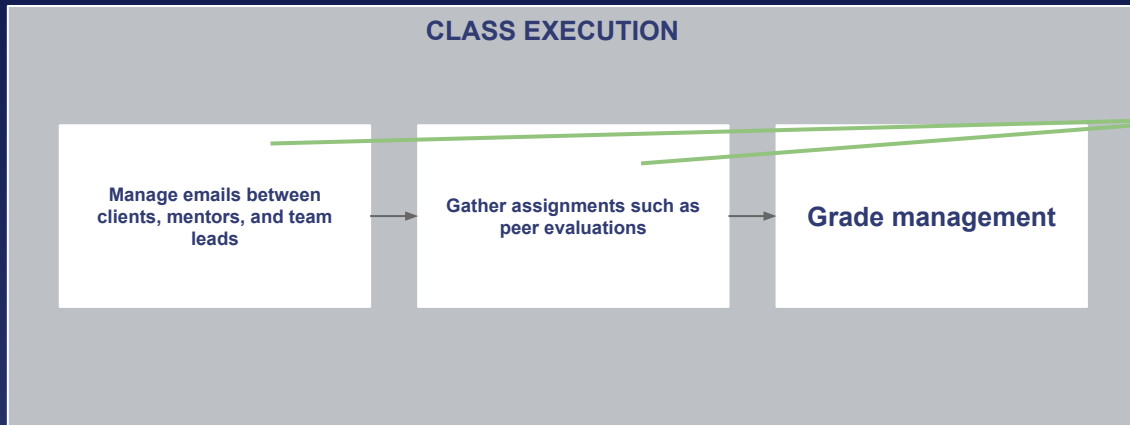 CLASS EXECUTION
Manage emails between
clients, mentors, and team
leads
Gather assignments such as
peer evaluations
Grade management